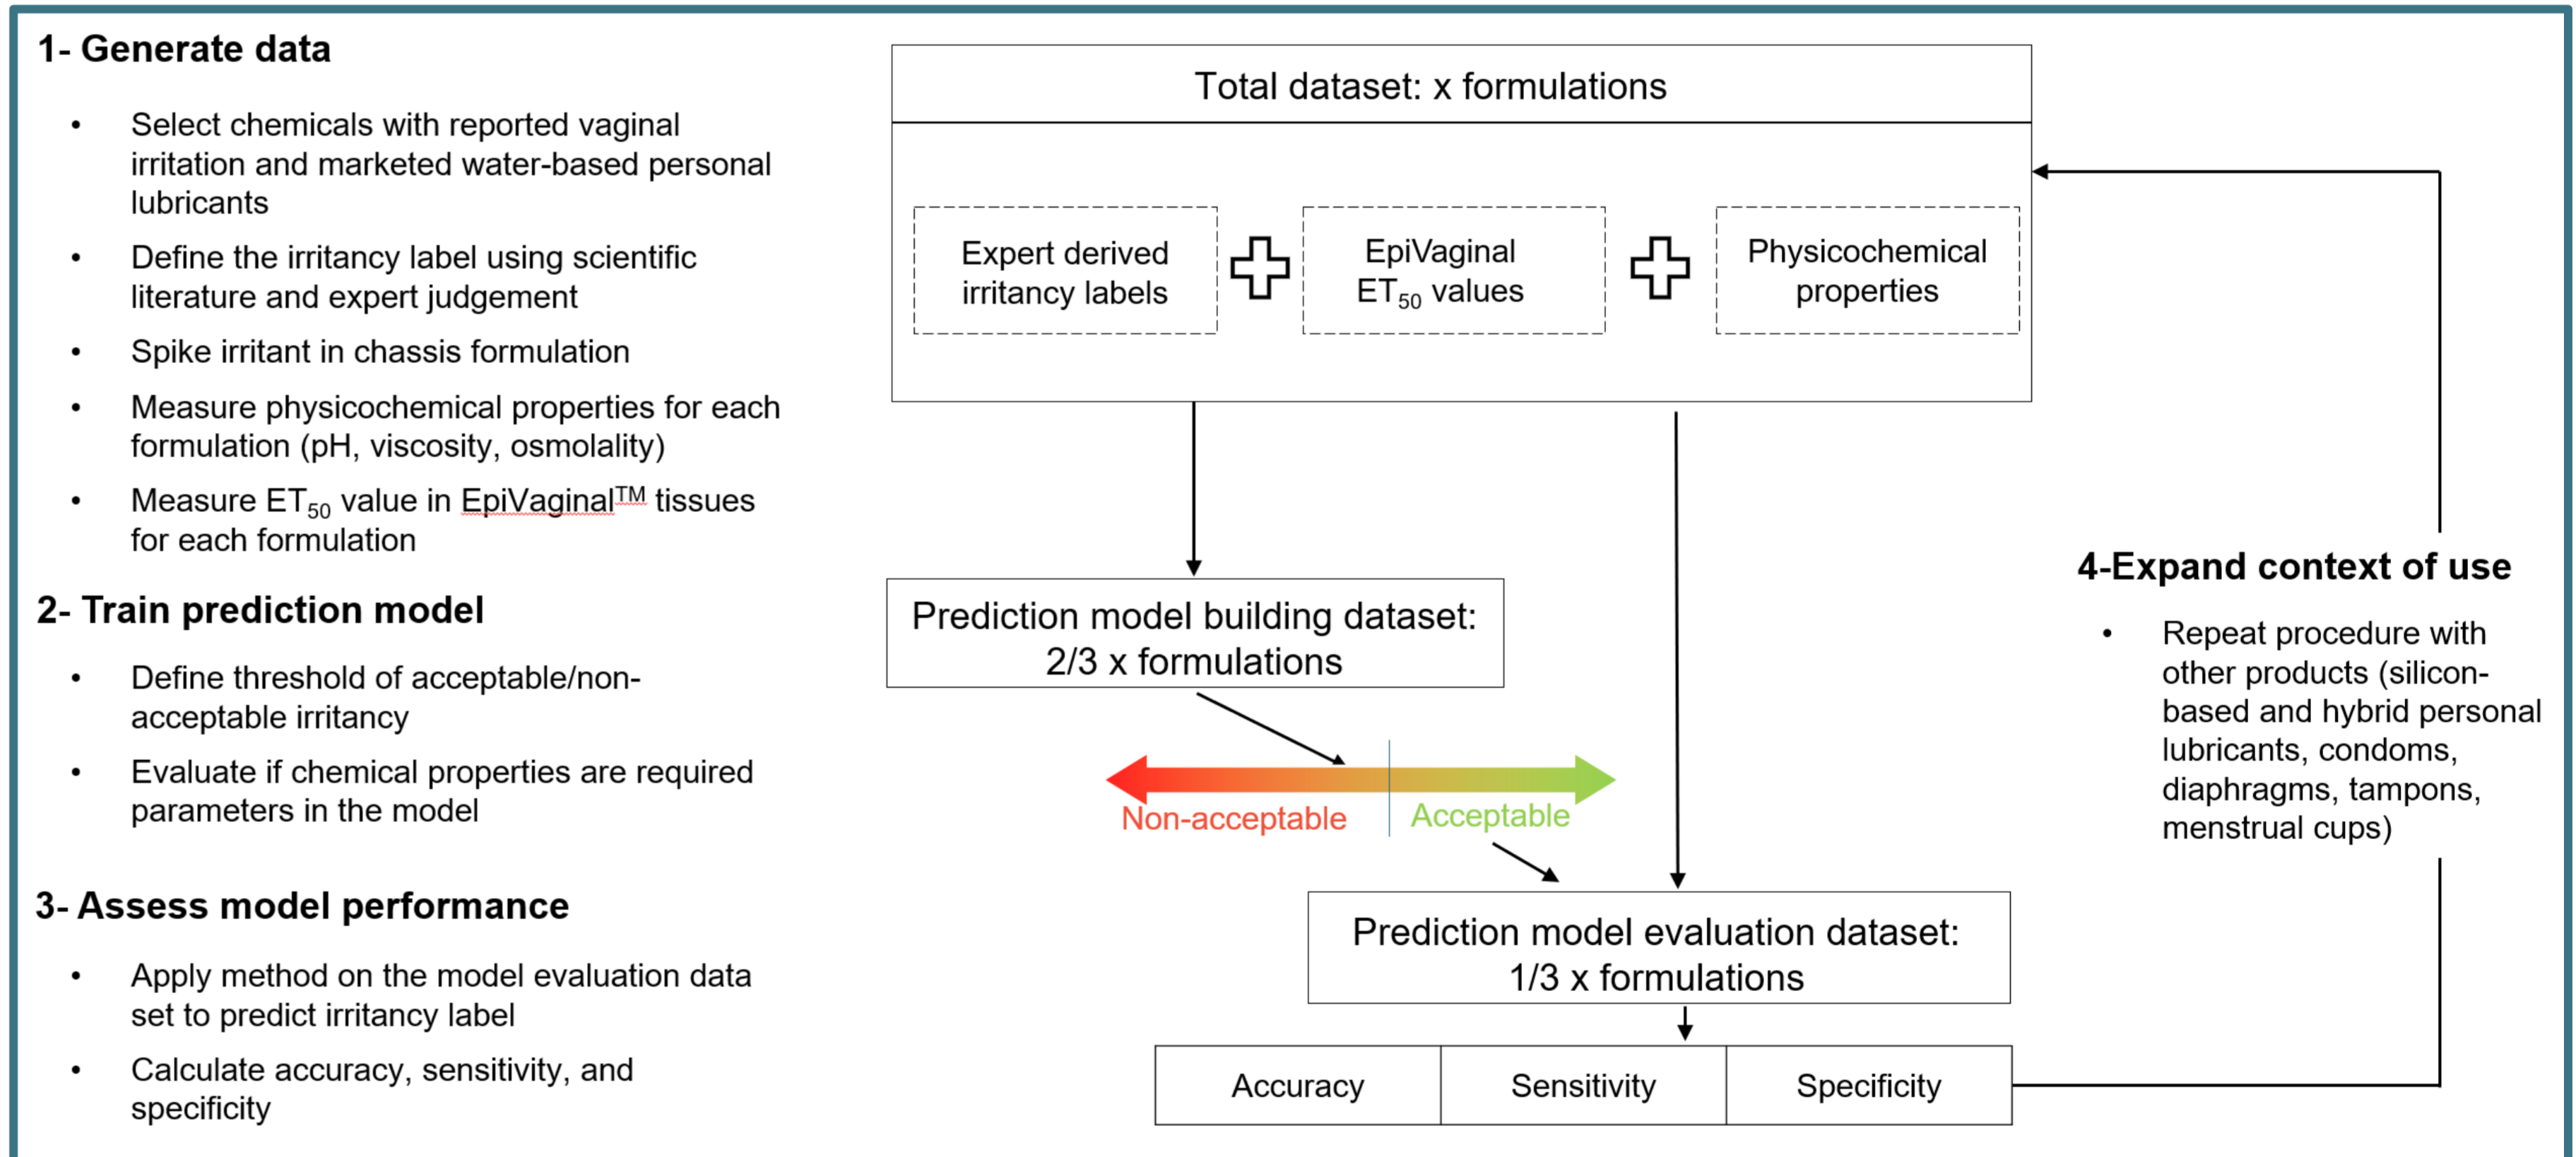 1- Generate data
• Select chemicals with reported vaginal
irritation and marketed water-based personal
lubricants
• Define the irritancy label using scientific
literature and expert judgement
• Spike irritant in chassis formulation
• Measure physicochemical properties for each
formulation (pH, viscosity, osmolality)
• Measure ET50 value in EpiVaginalTM tissues
for each formulation
2- Train prediction model
• Define threshold of acceptable/non-
acceptable irritancy
• Evaluate if chemical properties are required
parameters in the model
3- Assess model performance
• Apply method on the model evaluation data
set to predict irritancy label
• Calculate accuracy, sensitivity, and
specificity
Total dataset: x formulations
Expert derived
irritancy labels
EpiVaginal
ET50 values
Physicochemical
properties
Prediction model building dataset:
2/3 x formulations
Non-acceptable
Acceptable
Prediction model evaluation dataset:
1/3 x formulations
Accuracy
Sensitivity
Specificity
4-Expand context of use
• Repeat procedure with
other products (silicon-
based and hybrid personal
lubricants, condoms,
diaphragms, tampons,
menstrual cups)